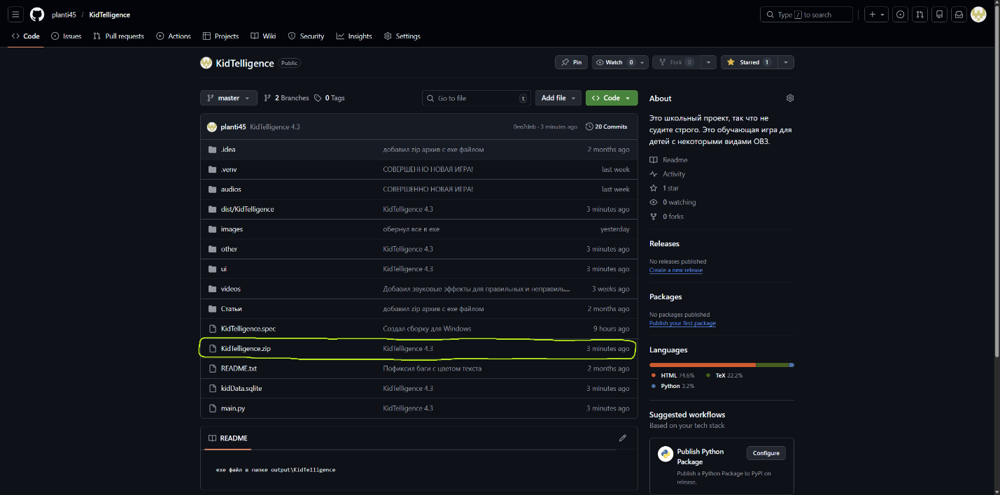 planti45 / KidTelligence
Type / to search
Code Issues Pull requests Actions Projects Wiki Security Insights Settings
KidTelligence Public
Pin Watch 0 Fork 0 Starred 1
master 2 Branches 0 Tags Go to file t Add file Code
planti45 KidTelligence 4.3 0ee2deb · 3 minutes ago 20 Commits
.idea добавил zip архив с exe файлом 2 months ago
.venv СОВЕРШЕННО НОВАЯ ИГРА! last week
audios СОВЕРШЕННО НОВАЯ ИГРА! last week
dist/KidTelligence KidTelligence 4.3 3 minutes ago
images обернул все в exe yesterday
other KidTelligence 4.3 3 minutes ago
ui KidTelligence 4.3 3 minutes ago
videos Добавил звуковые эффекты для правильных и неправиль... 3 weeks ago
Статьи добавил zip архив с exe файлом 2 months ago
KidTelligence.spec Создал сборку для Windows 9 hours ago
KidTelligence.zip KidTelligence 4.3 3 minutes ago
README.txt Пофиксил баги с цветом текста 2 months ago
kidData.sqlite KidTelligence 4.3 3 minutes ago
main.py KidTelligence 4.3 3 minutes ago
README
exe файл в папке output\KidTelligence
About
Это школьный проект, так что не
судите строго. Это обучающая игра для
детей с некоторыми видами ОВЗ.
Readme
Activity
1 star
0 watching
0 forks
Releases
No releases published
Create a new release
Packages
No packages published
Publish your first package
Languages
HTML 74.6% TeX 22.2%
Python 3.2%
Suggested workflows
Based on your tech stack
Publish Python
Package
Configure
Publish a Python Package to PyPI on
release.